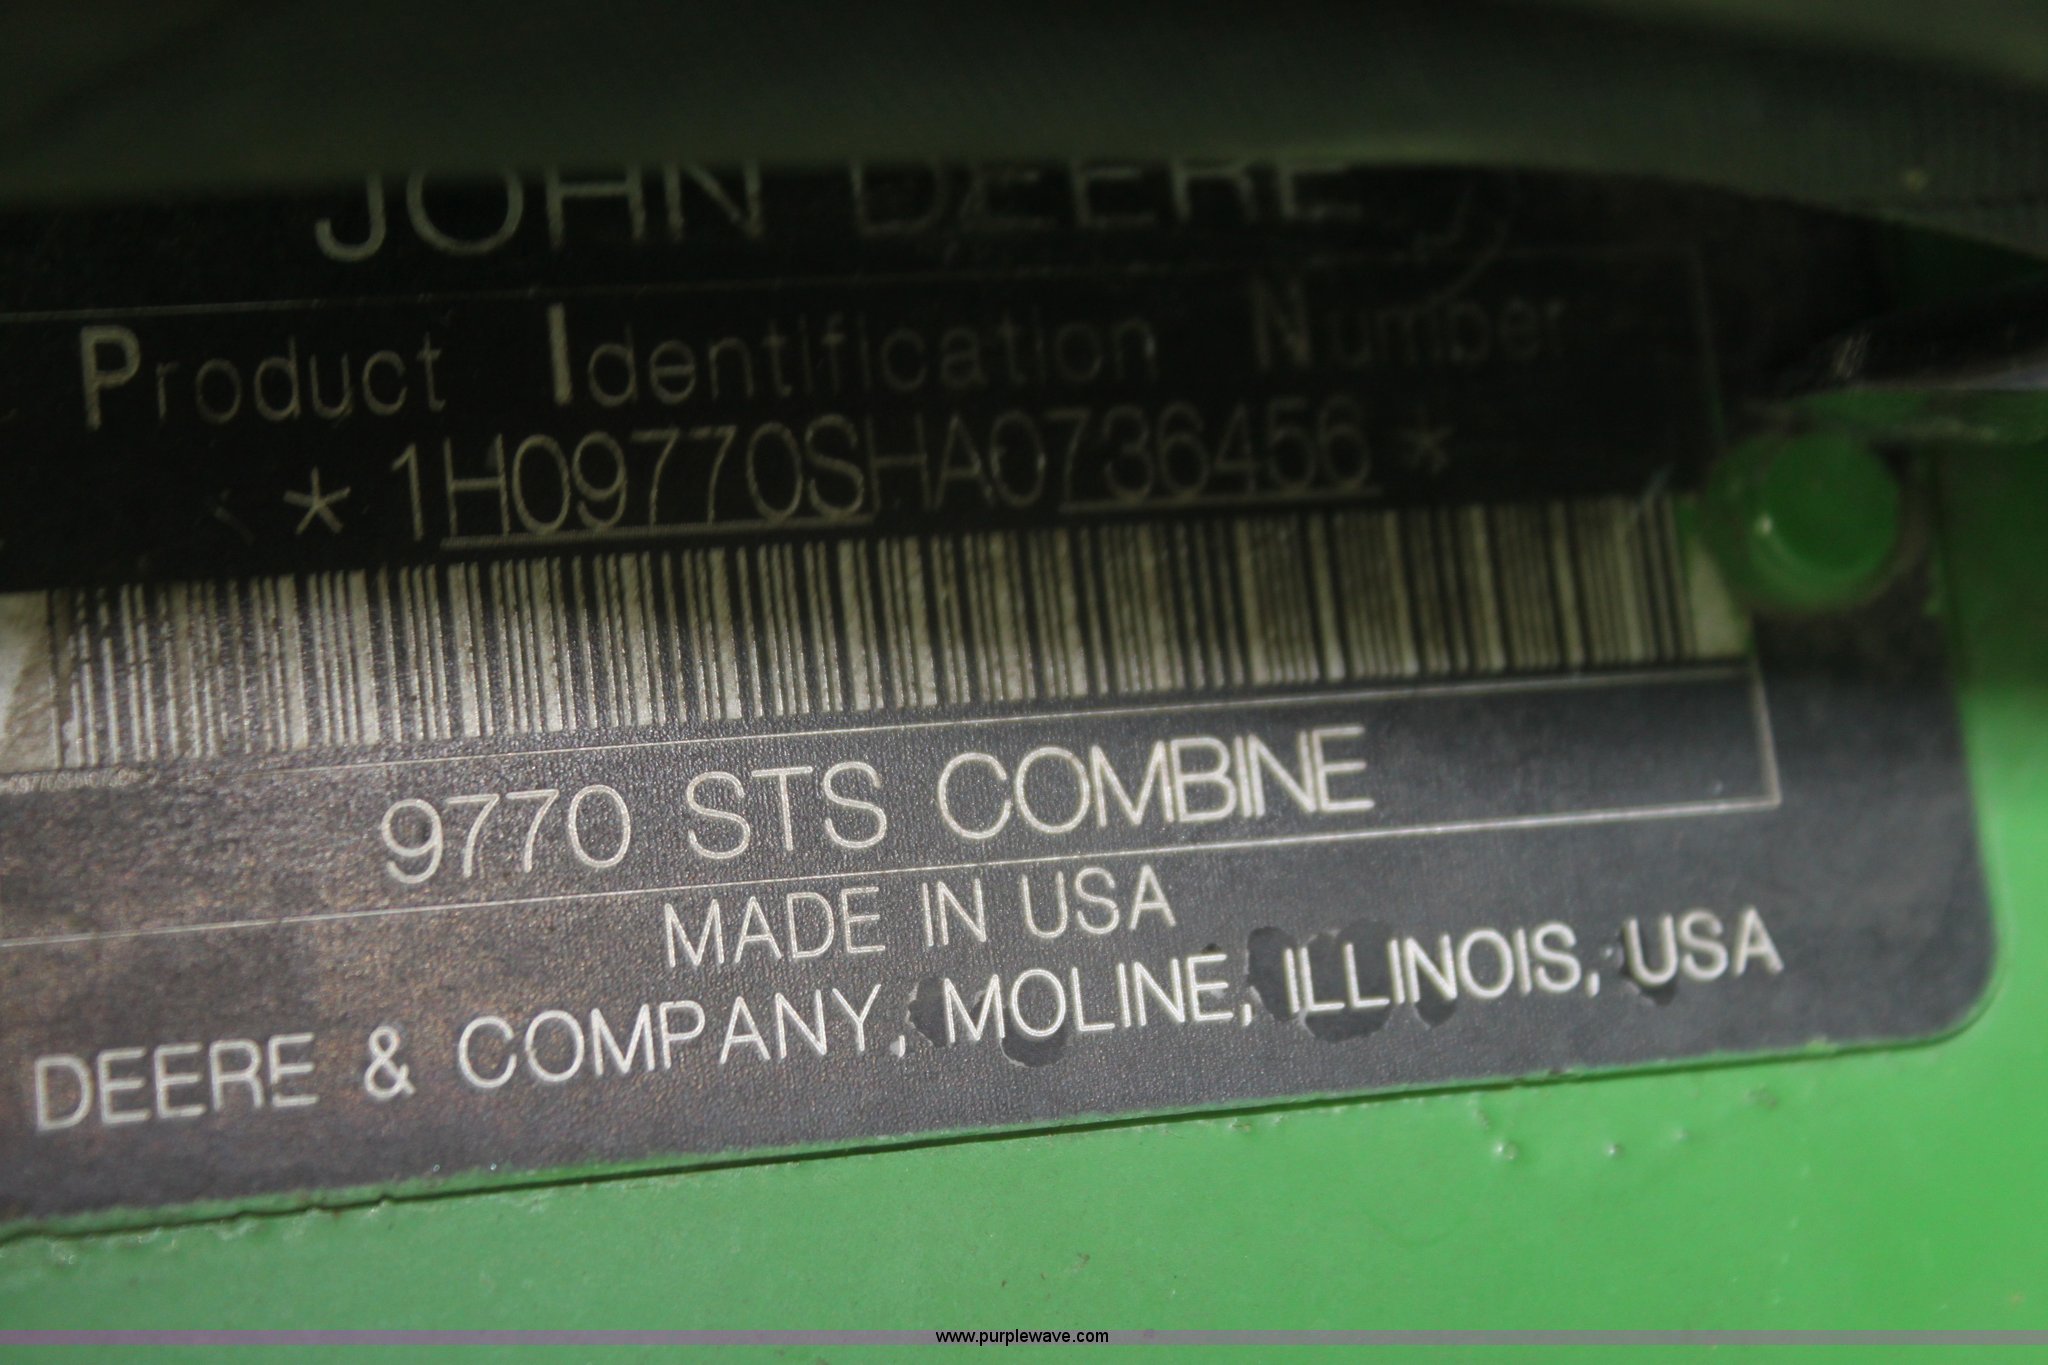 JOHN DEERE
Product Identification Number
*1H09770SHA0736456*
9770 STS COMBINE
MADE IN USA
DEERE & COMPANY, MOLINE, ILLINOIS, USA
www.purplewave.com